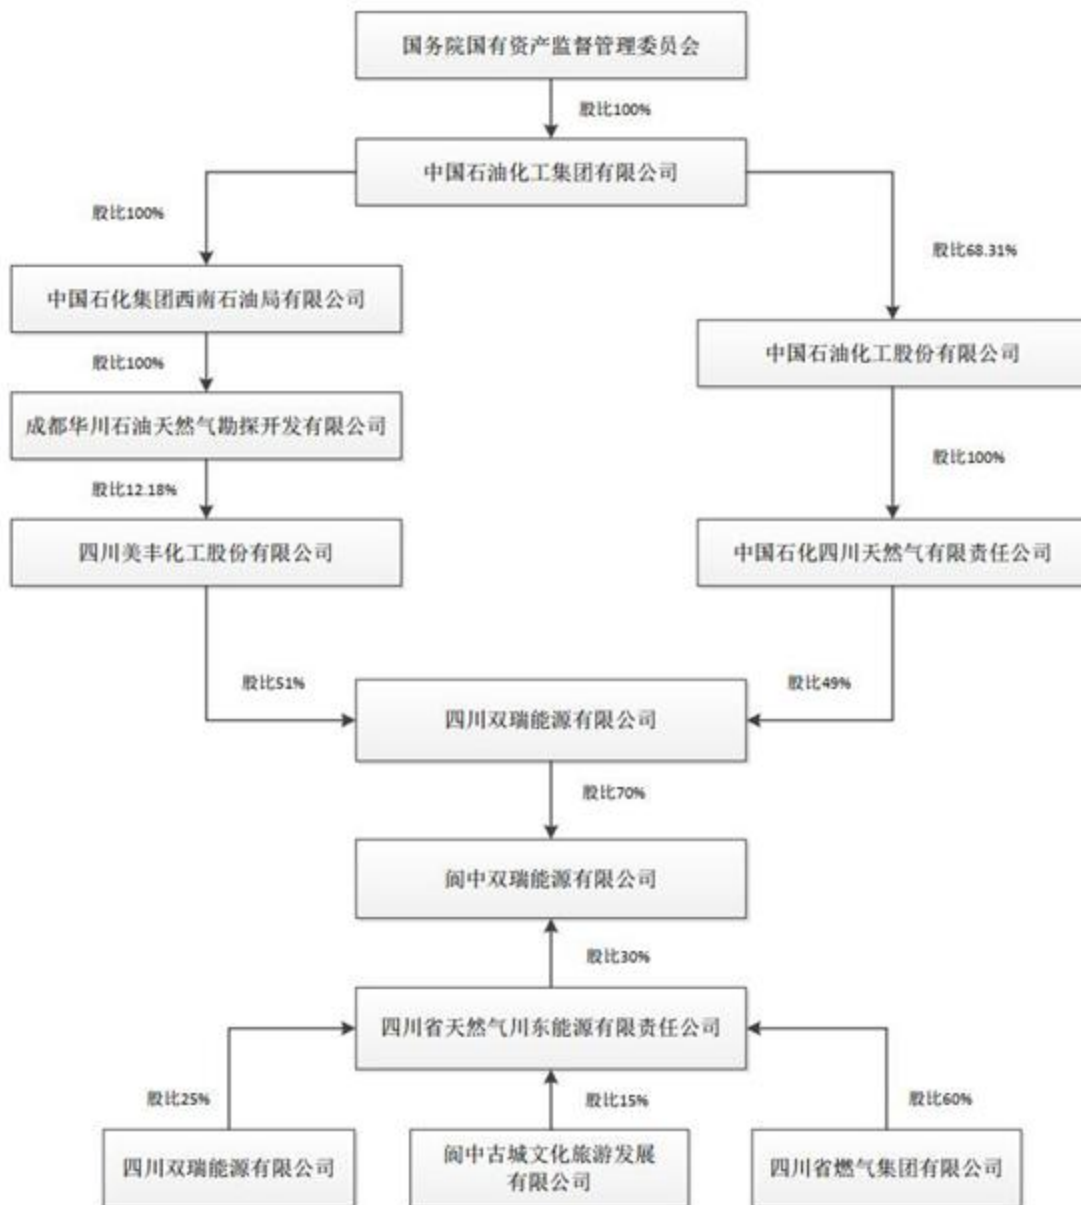 国务院国有资产监督管理委员会
股比100%
中国石油化工集团有限公司
股比100%
股比68.31%
中国石化集团西南石油局有限公司
中国石油化工股份有限公司
股比100%
成都华川石油天然气勘探开发有限公司
股比100%
股比12.18%
四川美丰化工股份有限公司
中国石化四川天然气有限责任公司
股比51%
股比49%
四川双瑞能源有限公司
股比70%
阆中双瑞能源有限公司
股比30%
四川省天然气川东能源有限责任公司
股比25%
股比15%
股比60%
四川双瑞能源有限公司
阆中古城文化旅游发展
有限公司
四川省燃气集团有限公司